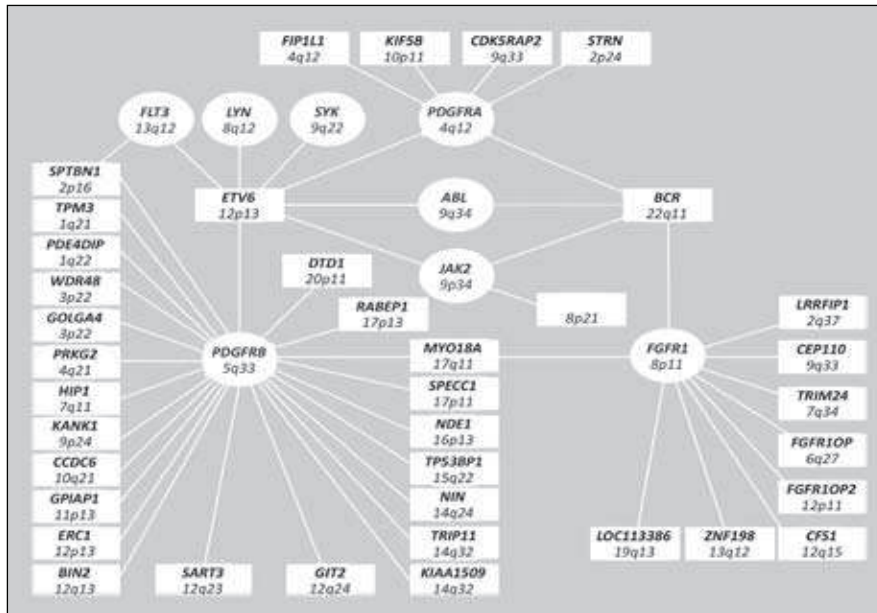 FIP1L1
4q12
KIF5B
10p11
CDK5RAP2
9q33
STRN
2p24
FLT3
13q12
LYN
8q12
SYK
9q22
PDGFRA
4q12
SPTBN1
2p16
TPM3
1q21
PDE4DIP
1q22
WDR48
3p22
GOLGA4
3p22
PRKG2
4q21
HIP1
7q11
KANK1
9p24
CCDC6
10q21
GPIAP1
11p13
ERC1
12p13
BIN2
12q13
ETV6
12p13
ABL
9q34
BCR
22q11
JAK2
9p34
8p21
DTD1
20p11
RABEP1
17p13
PDGFRB
5q33
MYO18A
17q11
SPECC1
17p11
NDE1
16p13
TP53BP1
15q22
NIN
14q24
TRIP11
14q32
KIAA1509
14q32
SART3
12q23
GIT2
12q24
FGFR1
8p11
LRRFIP1
2q37
CEP110
9q33
TRIM24
7q34
FGFR1OP
6q27
FGFR1OP2
12p11
CFS1
12q15
ZNF198
13q12
LOC113386
19q13